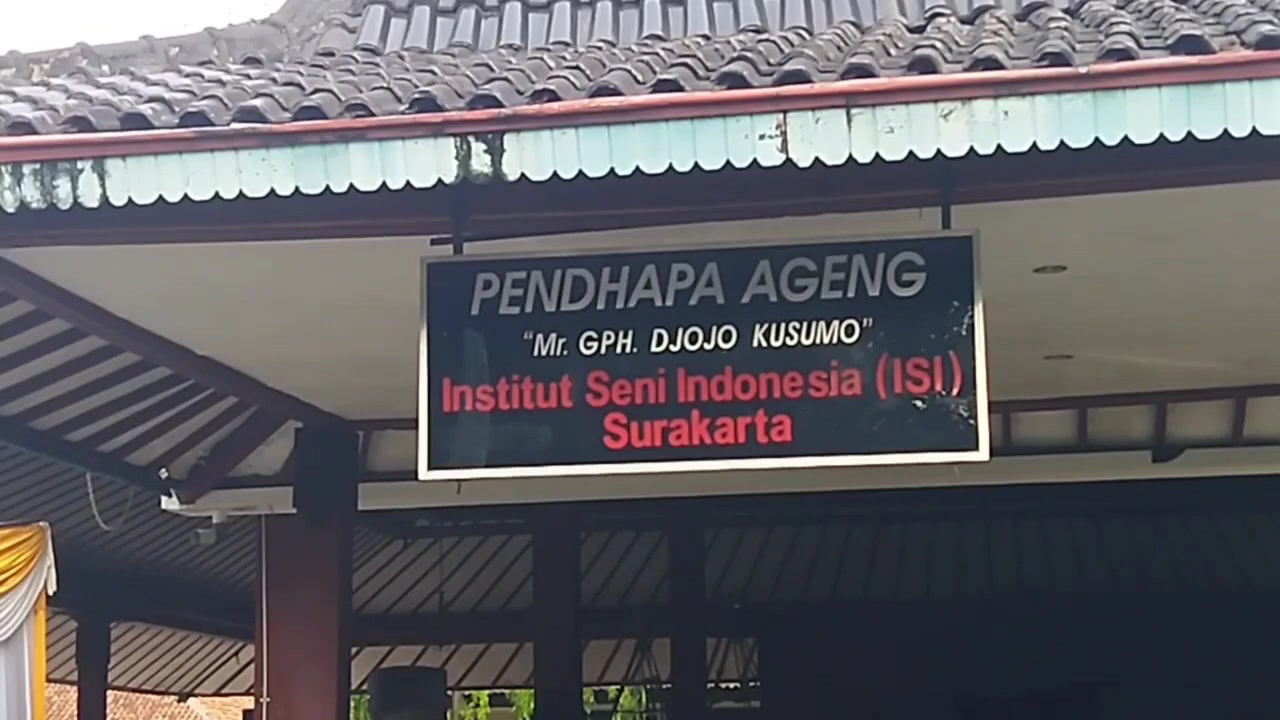 PENDHAPA AGENG
“Mr. GPH. DJOJO KUSUMO”
Institut Seni Indonesia (ISI)
Surakarta